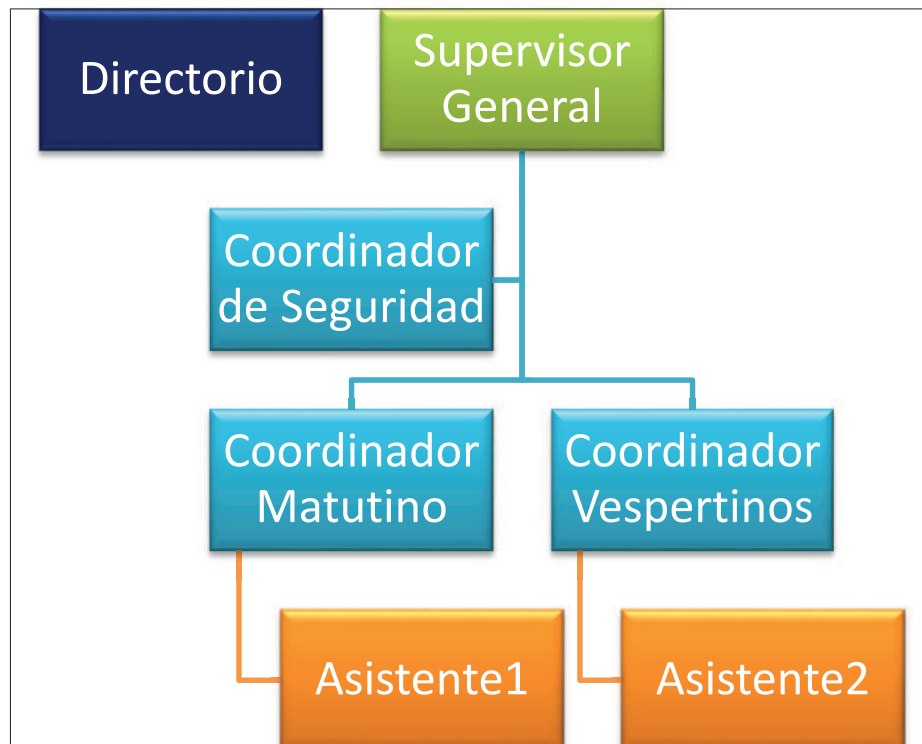 Directorio
Supervisor
General
Coordinador
de Seguridad
Coordinador
Matutino
Coordinador
Vespertinos
Asistente1
Asistente2